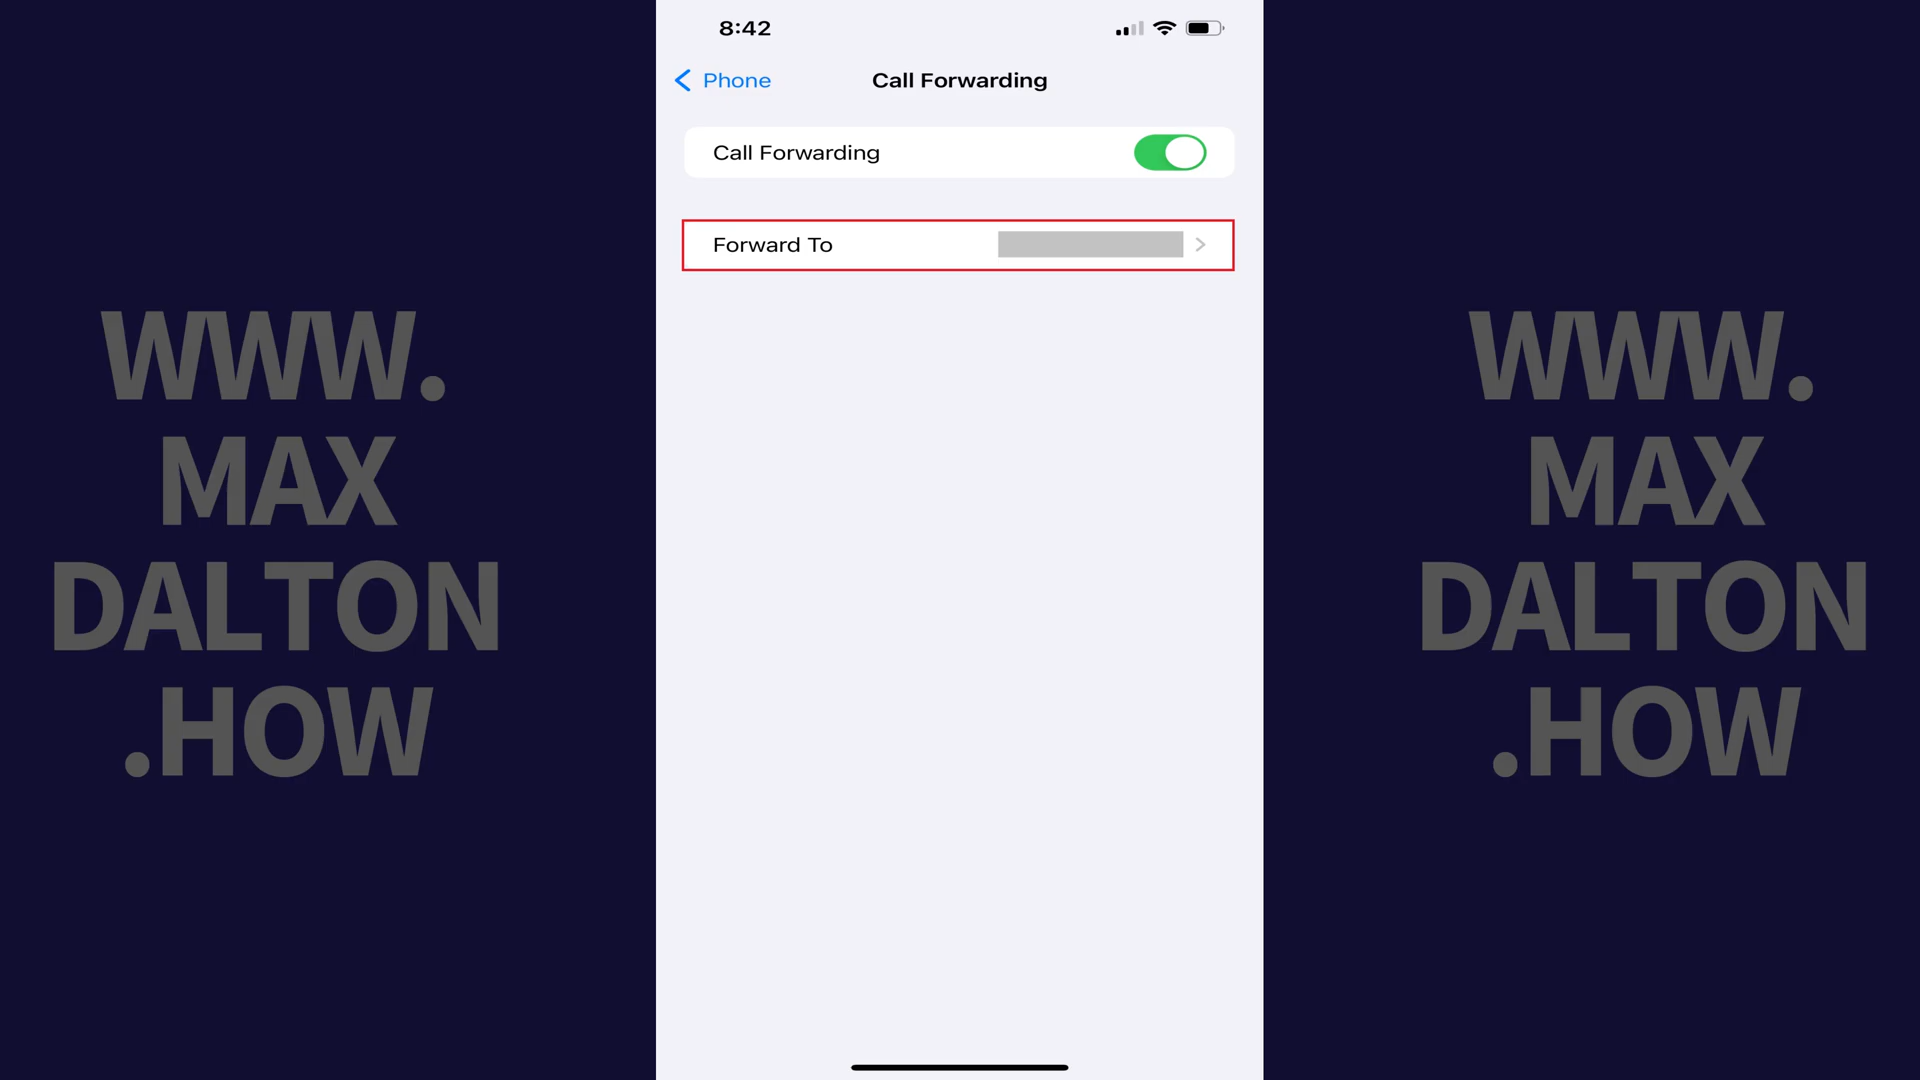 8:42
Phone
Call Forwarding
Call Forwarding
Forward To
WWW.
MAX
DALTON
.HOW
WWW.
MAX
DALTON
.HOW